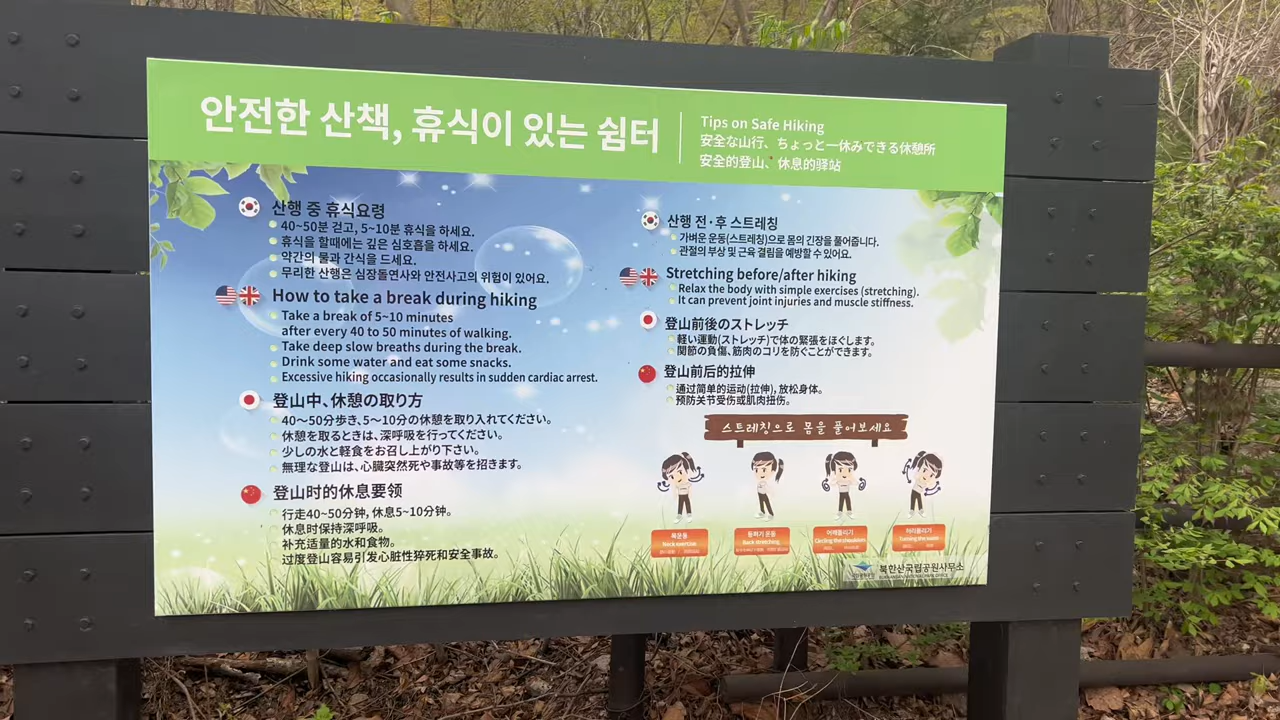 안전한 산책, 휴식이 있는 쉼터
Tips on Safe Hiking
安全な山行、ちょっと一休みできる休憩所
安全的登山、休息的驿站
산행 중 휴식요령
40~50분 걷고, 5~10분 휴식을 하세요.
휴식을 할때에는 깊은 심호흡을 하세요.
약간의 물과 간식을 드세요.
무리한 산행은 심장돌연사와 안전사고의 위험이 있어요.
How to take a break during hiking
Take a break of 5~10 minutes
after every 40 to 50 minutes of walking.
Take deep slow breaths during the break.
Drink some water and eat some snacks.
Excessive hiking occasionally results in sudden cardiac arrest.
登山中、休憩の取り方
40〜50分歩き、5〜10分の休憩を取り入れてください。
休憩を取るときは、深呼吸を行ってください。
少しの水と軽食をお召し上がり下さい。
無理な登山は、心臓突然死や事故等を招きます。
登山时的休息要领
行走40~50分钟, 休息5~10分钟。
休息时保持深呼吸。
补充适量的水和食物。
过度登山容易引发心脏性猝死和安全事故。
산행 전·후 스트레칭
가벼운 운동(스트레칭)으로 몸의 긴장을 풀어줍니다.
관절의 부상 및 근육 결림을 예방할 수 있어요.
Stretching before/after hiking
Relax the body with simple exercises (stretching).
It can prevent joint injuries and muscle stiffness.
登山前後のストレッチ
軽い運動(ストレッチ)で体の緊張をほぐします。
関節の負傷、筋肉のコリを防ぐことができます。
登山前后的拉伸
通过简单的运动(拉伸), 放松身体。
预防关节受伤或肌肉扭伤。
스트레칭으로 몸을 풀어보세요
목운동
Neck exercise
등펴기 운동
Back stretching
어깨돌리기
Circling the shoulders
허리돌리기
Turning the waist
북한산국립공원사무소